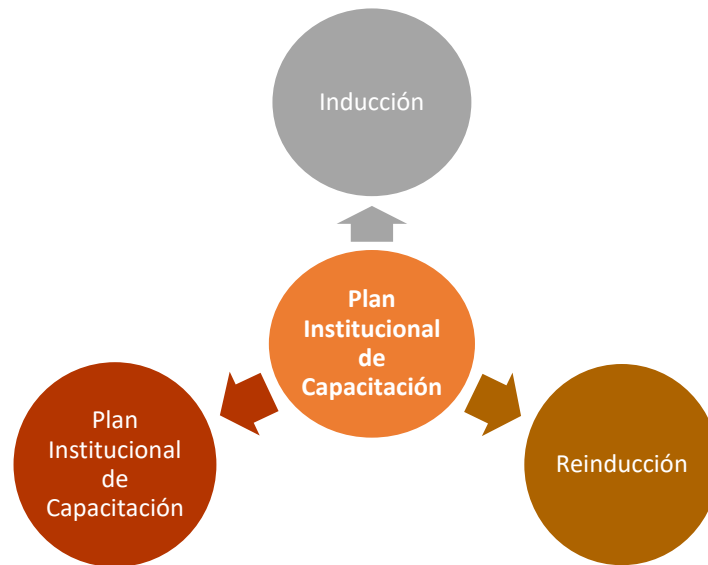 Inducción
Plan
Institucional
de
Capacitación
Plan
Institucional
de
Capacitación
Reinducción